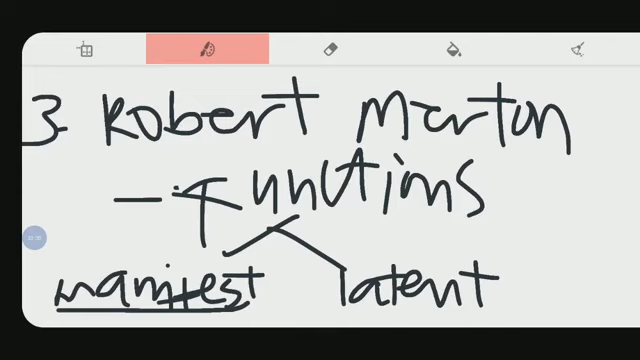 3 Robert Merton
- functions
manifest latent